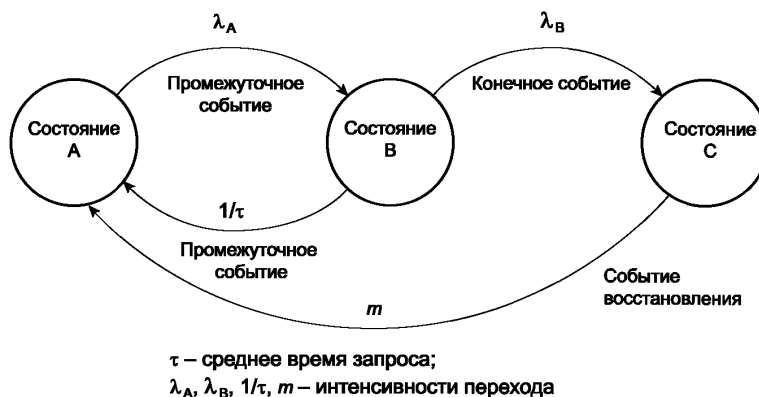 λA
λB
Промежуточное
событие
Конечное событие
Состояние
A
Состояние
B
Состояние
C
1/τ
Промежуточное
событие
Событие
восстановления
m
τ – среднее время запроса;
λA, λB, 1/τ, m – интенсивности перехода